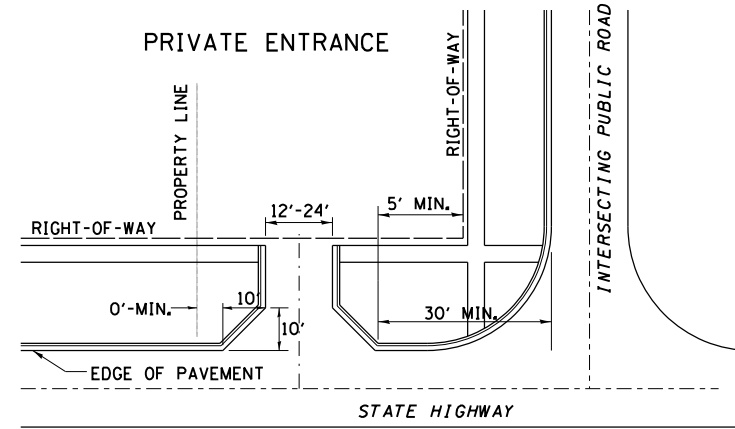 PRIVATE ENTRANCE
PROPERTY LINE
RIGHT-OF-WAY
INTERSECTING PUBLIC ROAD
12'-24'
5' MIN.
RIGHT-OF-WAY
0'-MIN.
10'
10'
30' MIN.
EDGE OF PAVEMENT
STATE HIGHWAY